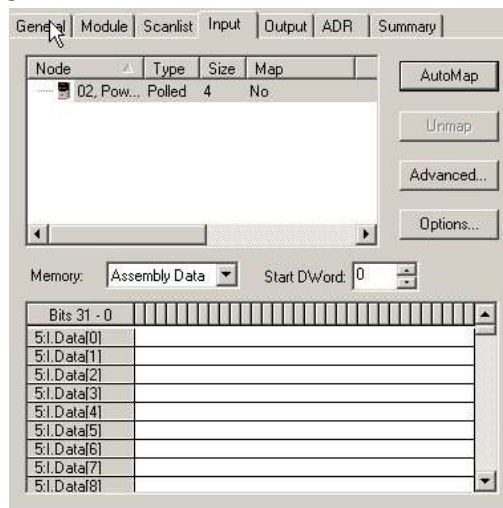 General Module Scanlist Input Output ADR Summary
Node Type Size Map
02, Pow... Polled 4 No
AutoMap
Unmap
Advanced...
Options...
Memory: Assembly Data Start DWord: 0
Bits 31 - 0
5:I.Data[0]
5:I.Data[1]
5:I.Data[2]
5:I.Data[3]
5:I.Data[4]
5:I.Data[5]
5:I.Data[6]
5:I.Data[7]
5:I.Data[8]